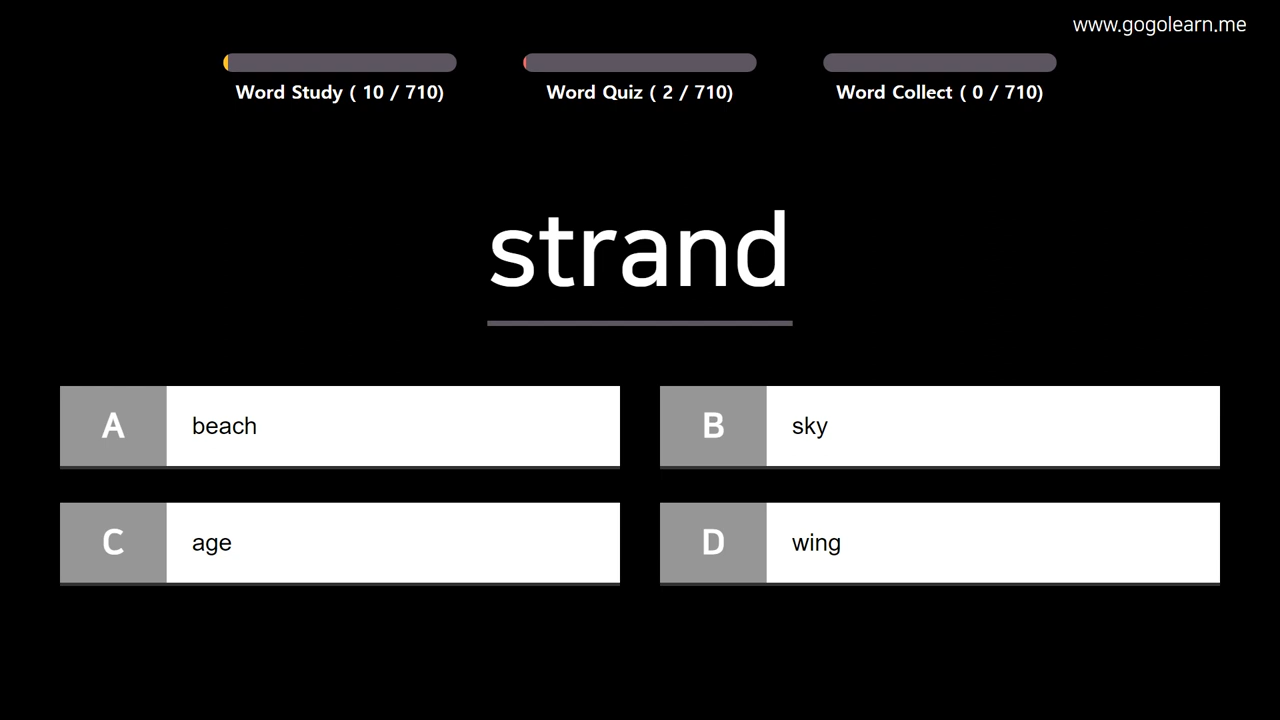 www.gogolearn.me
Word Study ( 10 / 710)
Word Quiz ( 2 / 710)
Word Collect ( 0 / 710)
strand
A beach
B sky
C age
D wing